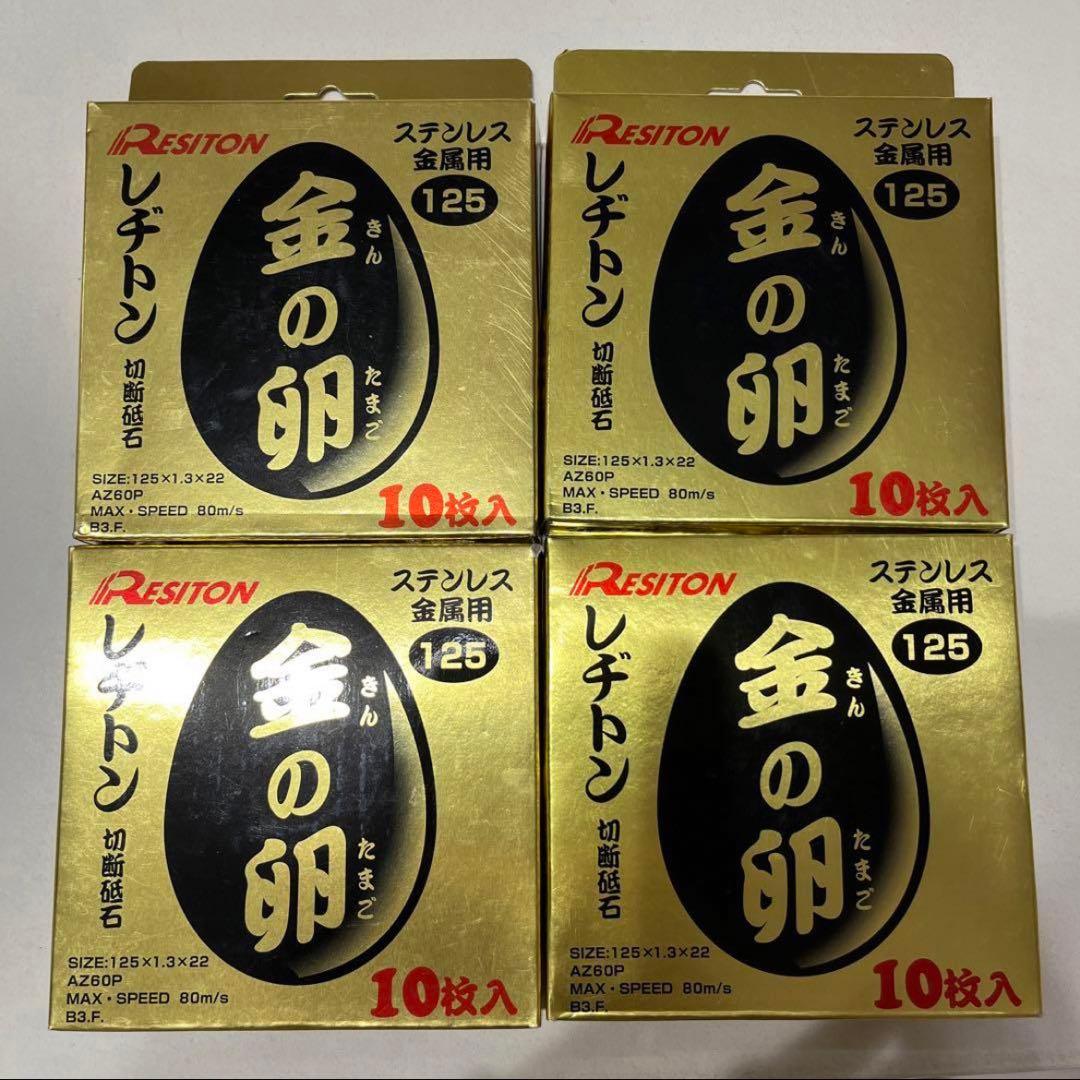 RESITON
ステンレス
金属用
125
レヂトン
切断砥石
金の卵
きん
たまご
SIZE:125×1.3×22
AZ60P
MAX・SPEED 80m/s
B3.F.
10枚入
RESITON
ステンレス
金属用
125
レヂトン
切断砥石
金の卵
きん
たまご
SIZE:125×1.3×22
AZ60P
MAX・SPEED 80m/s
B3.F.
10枚入
RESITON
ステンレス
金属用
125
レヂトン
切断砥石
金の卵
きん
たまご
SIZE:125×1.3×22
AZ60P
MAX・SPEED 80m/s
B3.F.
10枚入
RESITON
ステンレス
金属用
125
レヂトン
切断砥石
金の卵
きん
たまご
SIZE:125×1.3×22
AZ60P
MAX・SPEED 80m/s
B3.F.
10枚入